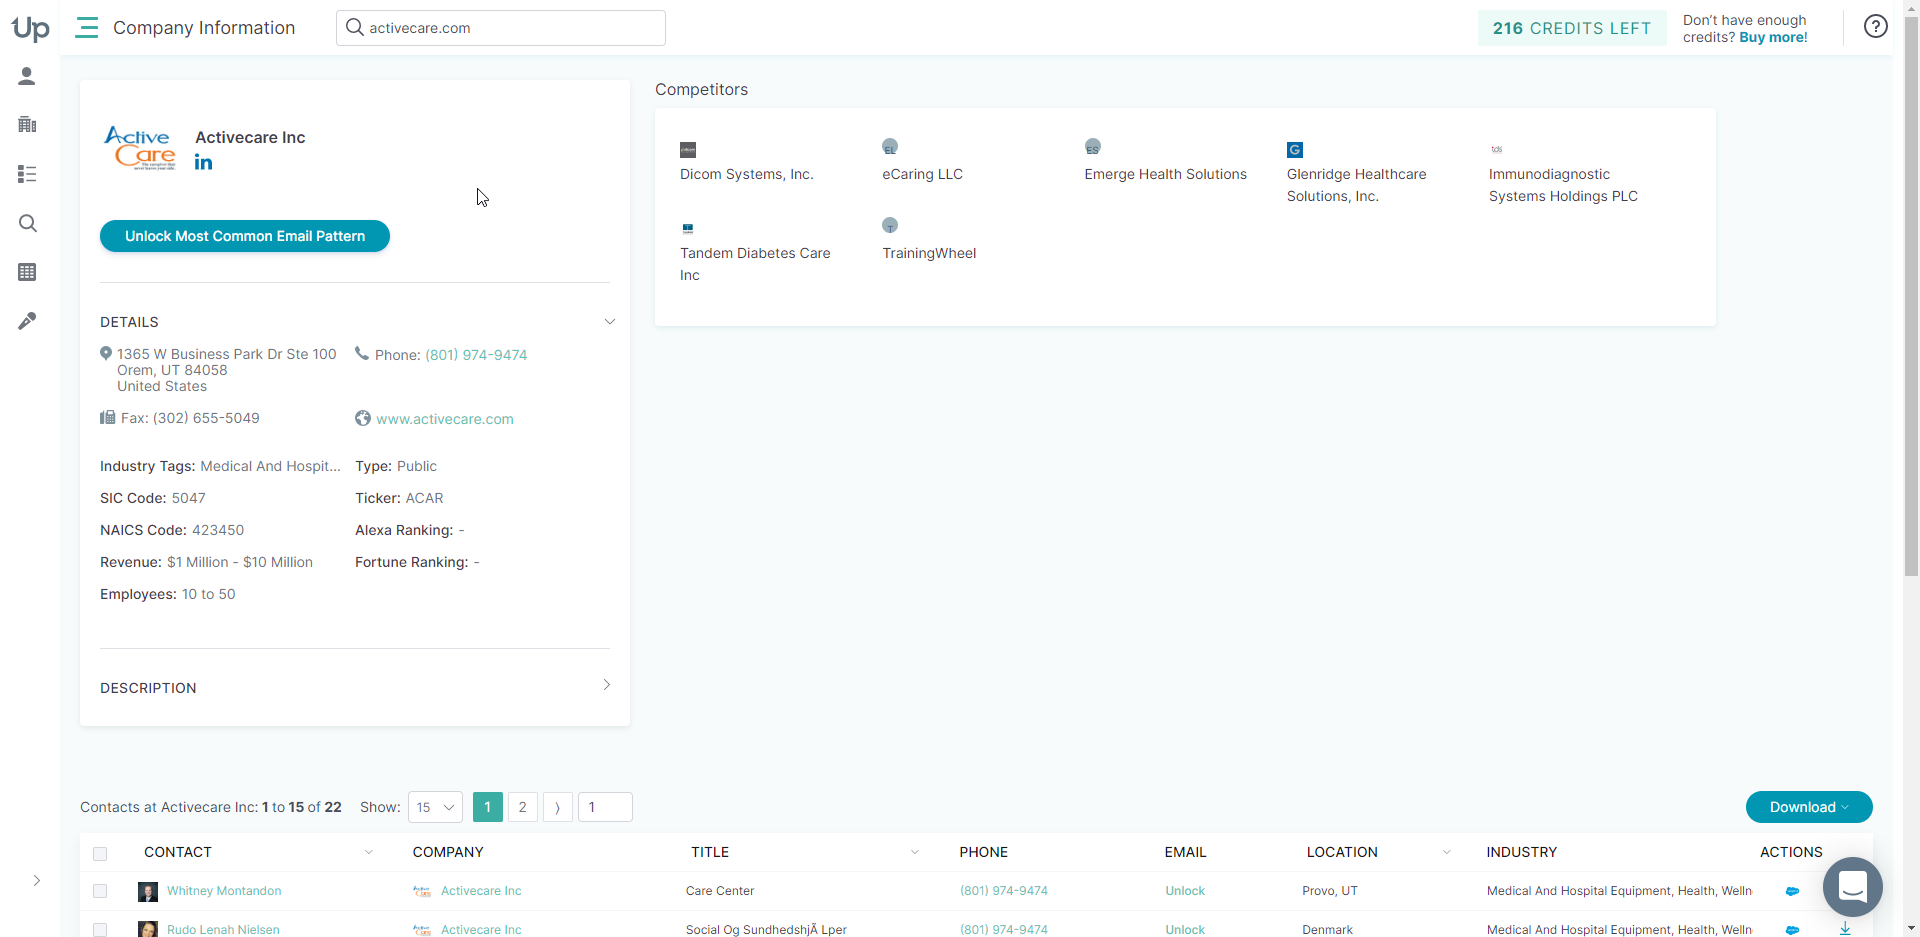 Up
Company Information
activecare.com
216 CREDITS LEFT
Don't have enough
credits? Buy more!
Active
Care
Activecare Inc
in
Unlock Most Common Email Pattern
DETAILS
1365 W Business Park Dr Ste 100
Orem, UT 84058
United States
Phone: (801) 974-9474
Fax: (302) 655-5049
www.activecare.com
Industry Tags: Medical And Hospit...
Type: Public
SIC Code: 5047
Ticker: ACAR
NAICS Code: 423450
Alexa Ranking: -
Revenue: $1 Million - $10 Million
Fortune Ranking: -
Employees: 10 to 50
DESCRIPTION
Competitors
Dicom Systems, Inc.
EL
eCaring LLC
ES
Emerge Health Solutions
G
Glenridge Healthcare
Solutions, Inc.
Immunodiagnostic
Systems Holdings PLC
Tandem Diabetes Care
Inc
T
TrainingWheel
Contacts at Activecare Inc: 1 to 15 of 22
Show: 15
1 2 ⟩ 1
Download
CONTACT COMPANY TITLE PHONE EMAIL LOCATION INDUSTRY ACTIONS
Whitney Montandon Activecare Inc Care Center (801) 974-9474 Unlock Provo, UT Medical And Hospital Equipment, Health, Welln
Rudo Lenah Nielsen Activecare Inc Social Og SundhedshjÃ Lper (801) 974-9474 Unlock Denmark Medical And Hospital Equipment, Health, Welln